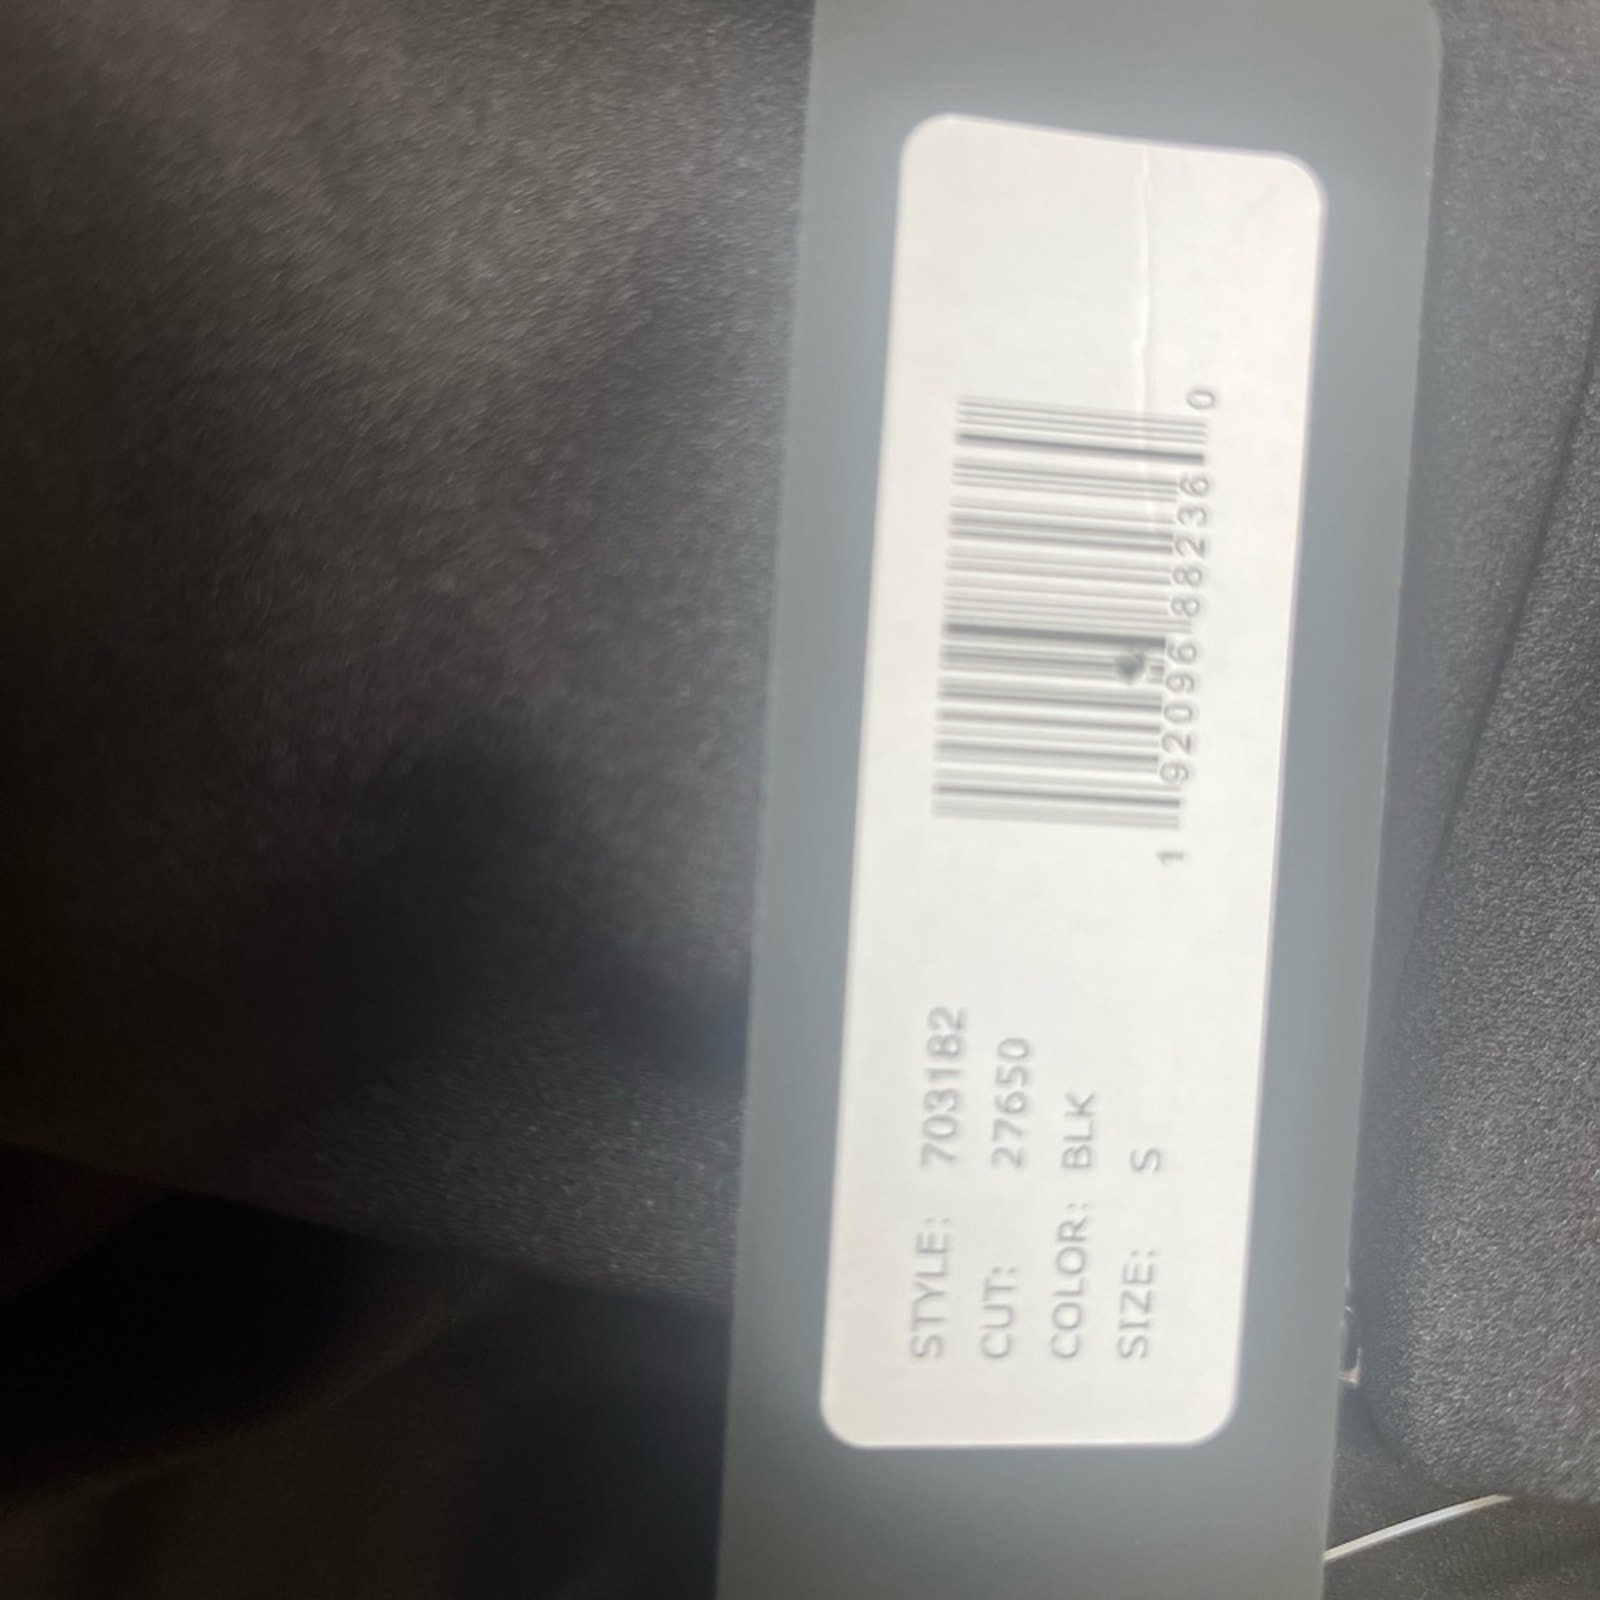 STYLE: 703182
CUT: 27650
COLOR: BLK
SIZE: S
1 92096 88236 0